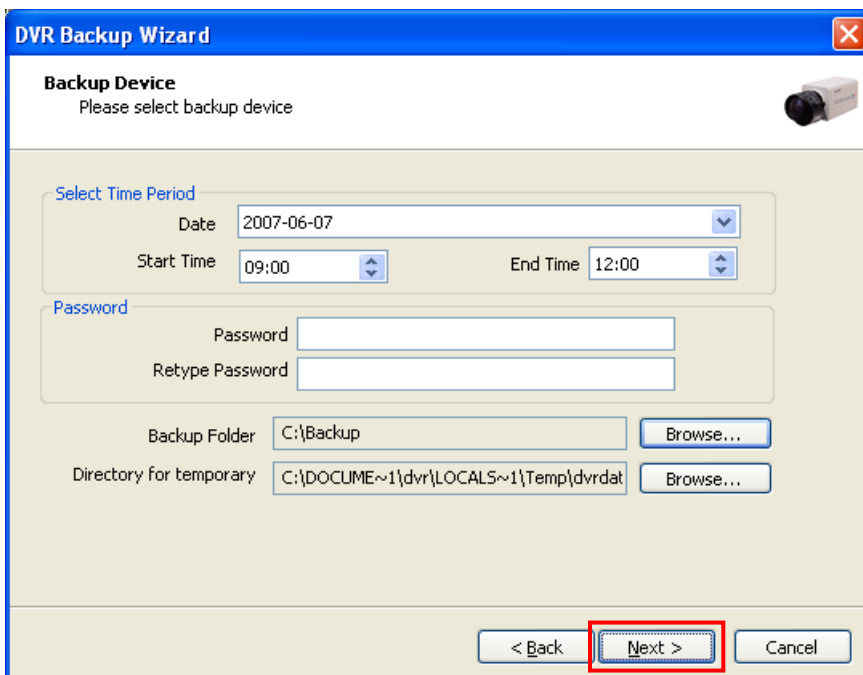 DVR Backup Wizard
Backup Device
Please select backup device
Select Time Period
Date 2007-06-07
Start Time 09:00 End Time 12:00
Password
Password
Retype Password
Backup Folder C:\Backup Browse...
Directory for temporary C:\DOCUME~1\dvr\LOCALS~1\Temp\dvrdat Browse...
< Back Next > Cancel